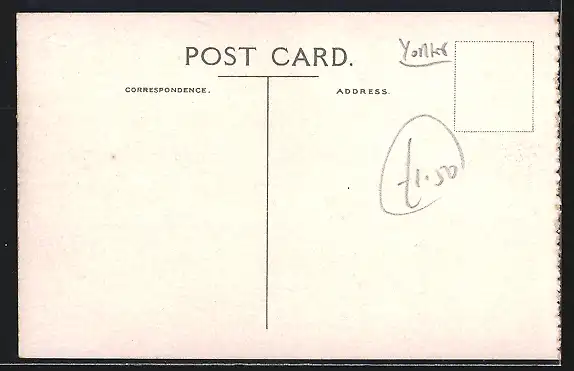 POST CARD.
Yorks
CORRESPONDENCE.
ADDRESS.
£1.50